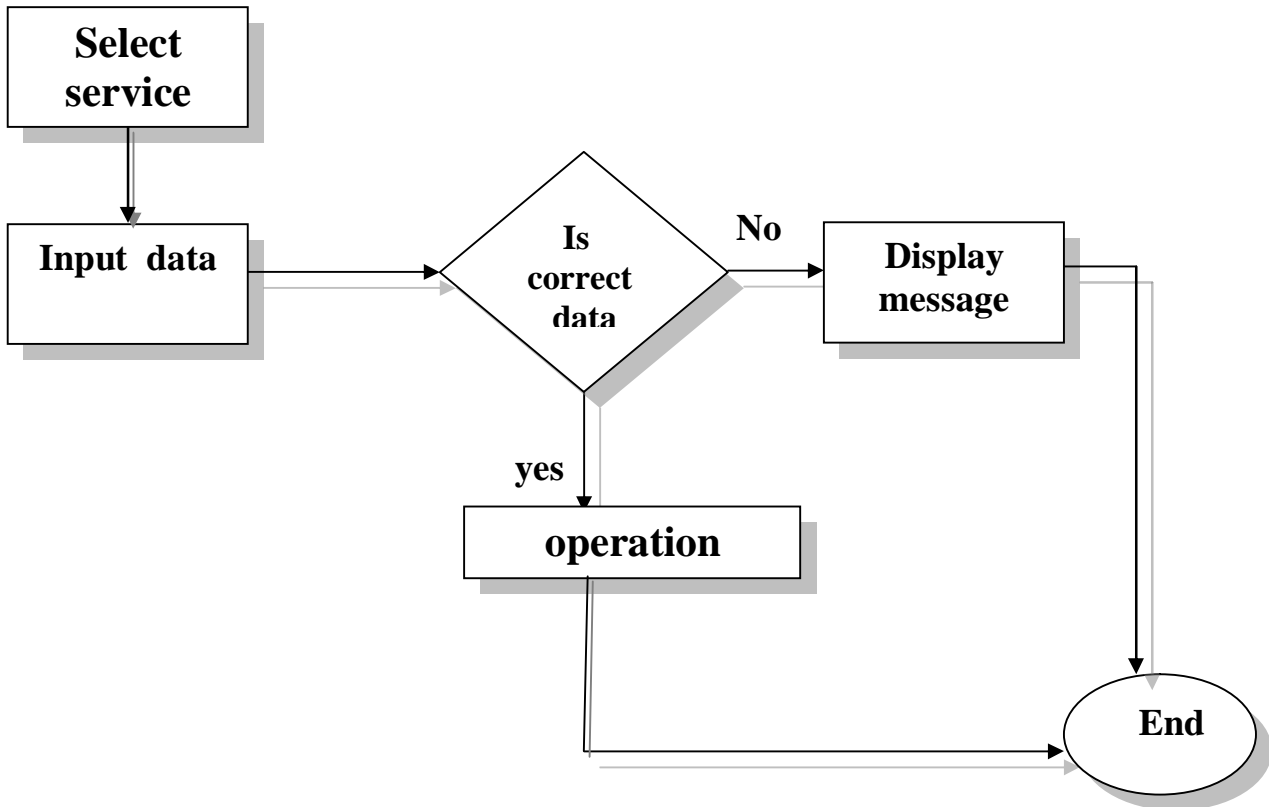 Select
service
Input data
Is
correct
data
No
Display
message
yes
operation
End